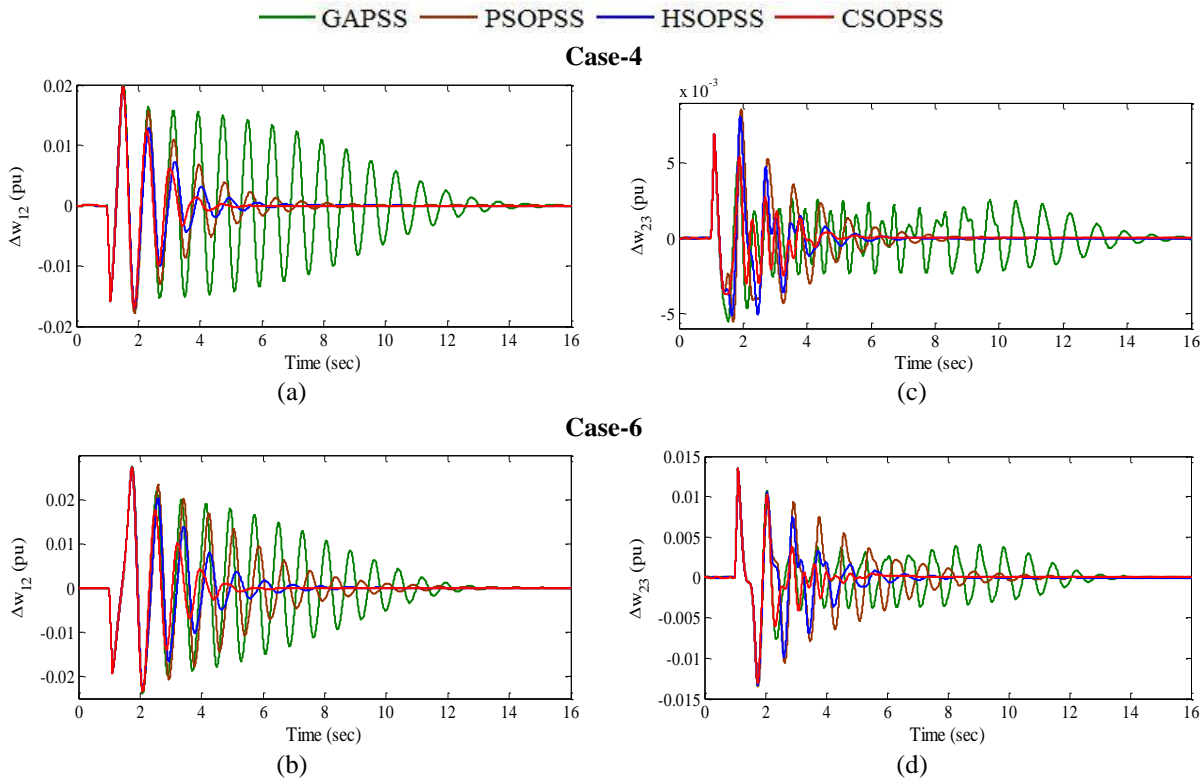 GAPSS PSOPSS HSOPSS CSOPSS
Case-4
0.02
0.01
0
-0.01
-0.02
Δw12 (pu)
0 2 4 6 8 10 12 14 16
Time (sec)
(a)
x 10-3
5
0
-5
Δw23 (pu)
0 2 4 6 8 10 12 14 16
Time (sec)
(c)
Case-6
0.02
0.01
0
-0.01
-0.02
Δw12 (pu)
0 2 4 6 8 10 12 14 16
Time (sec)
(b)
0.015
0.01
0.005
0
-0.005
-0.01
-0.015
Δw23 (pu)
0 2 4 6 8 10 12 14 16
Time (sec)
(d)